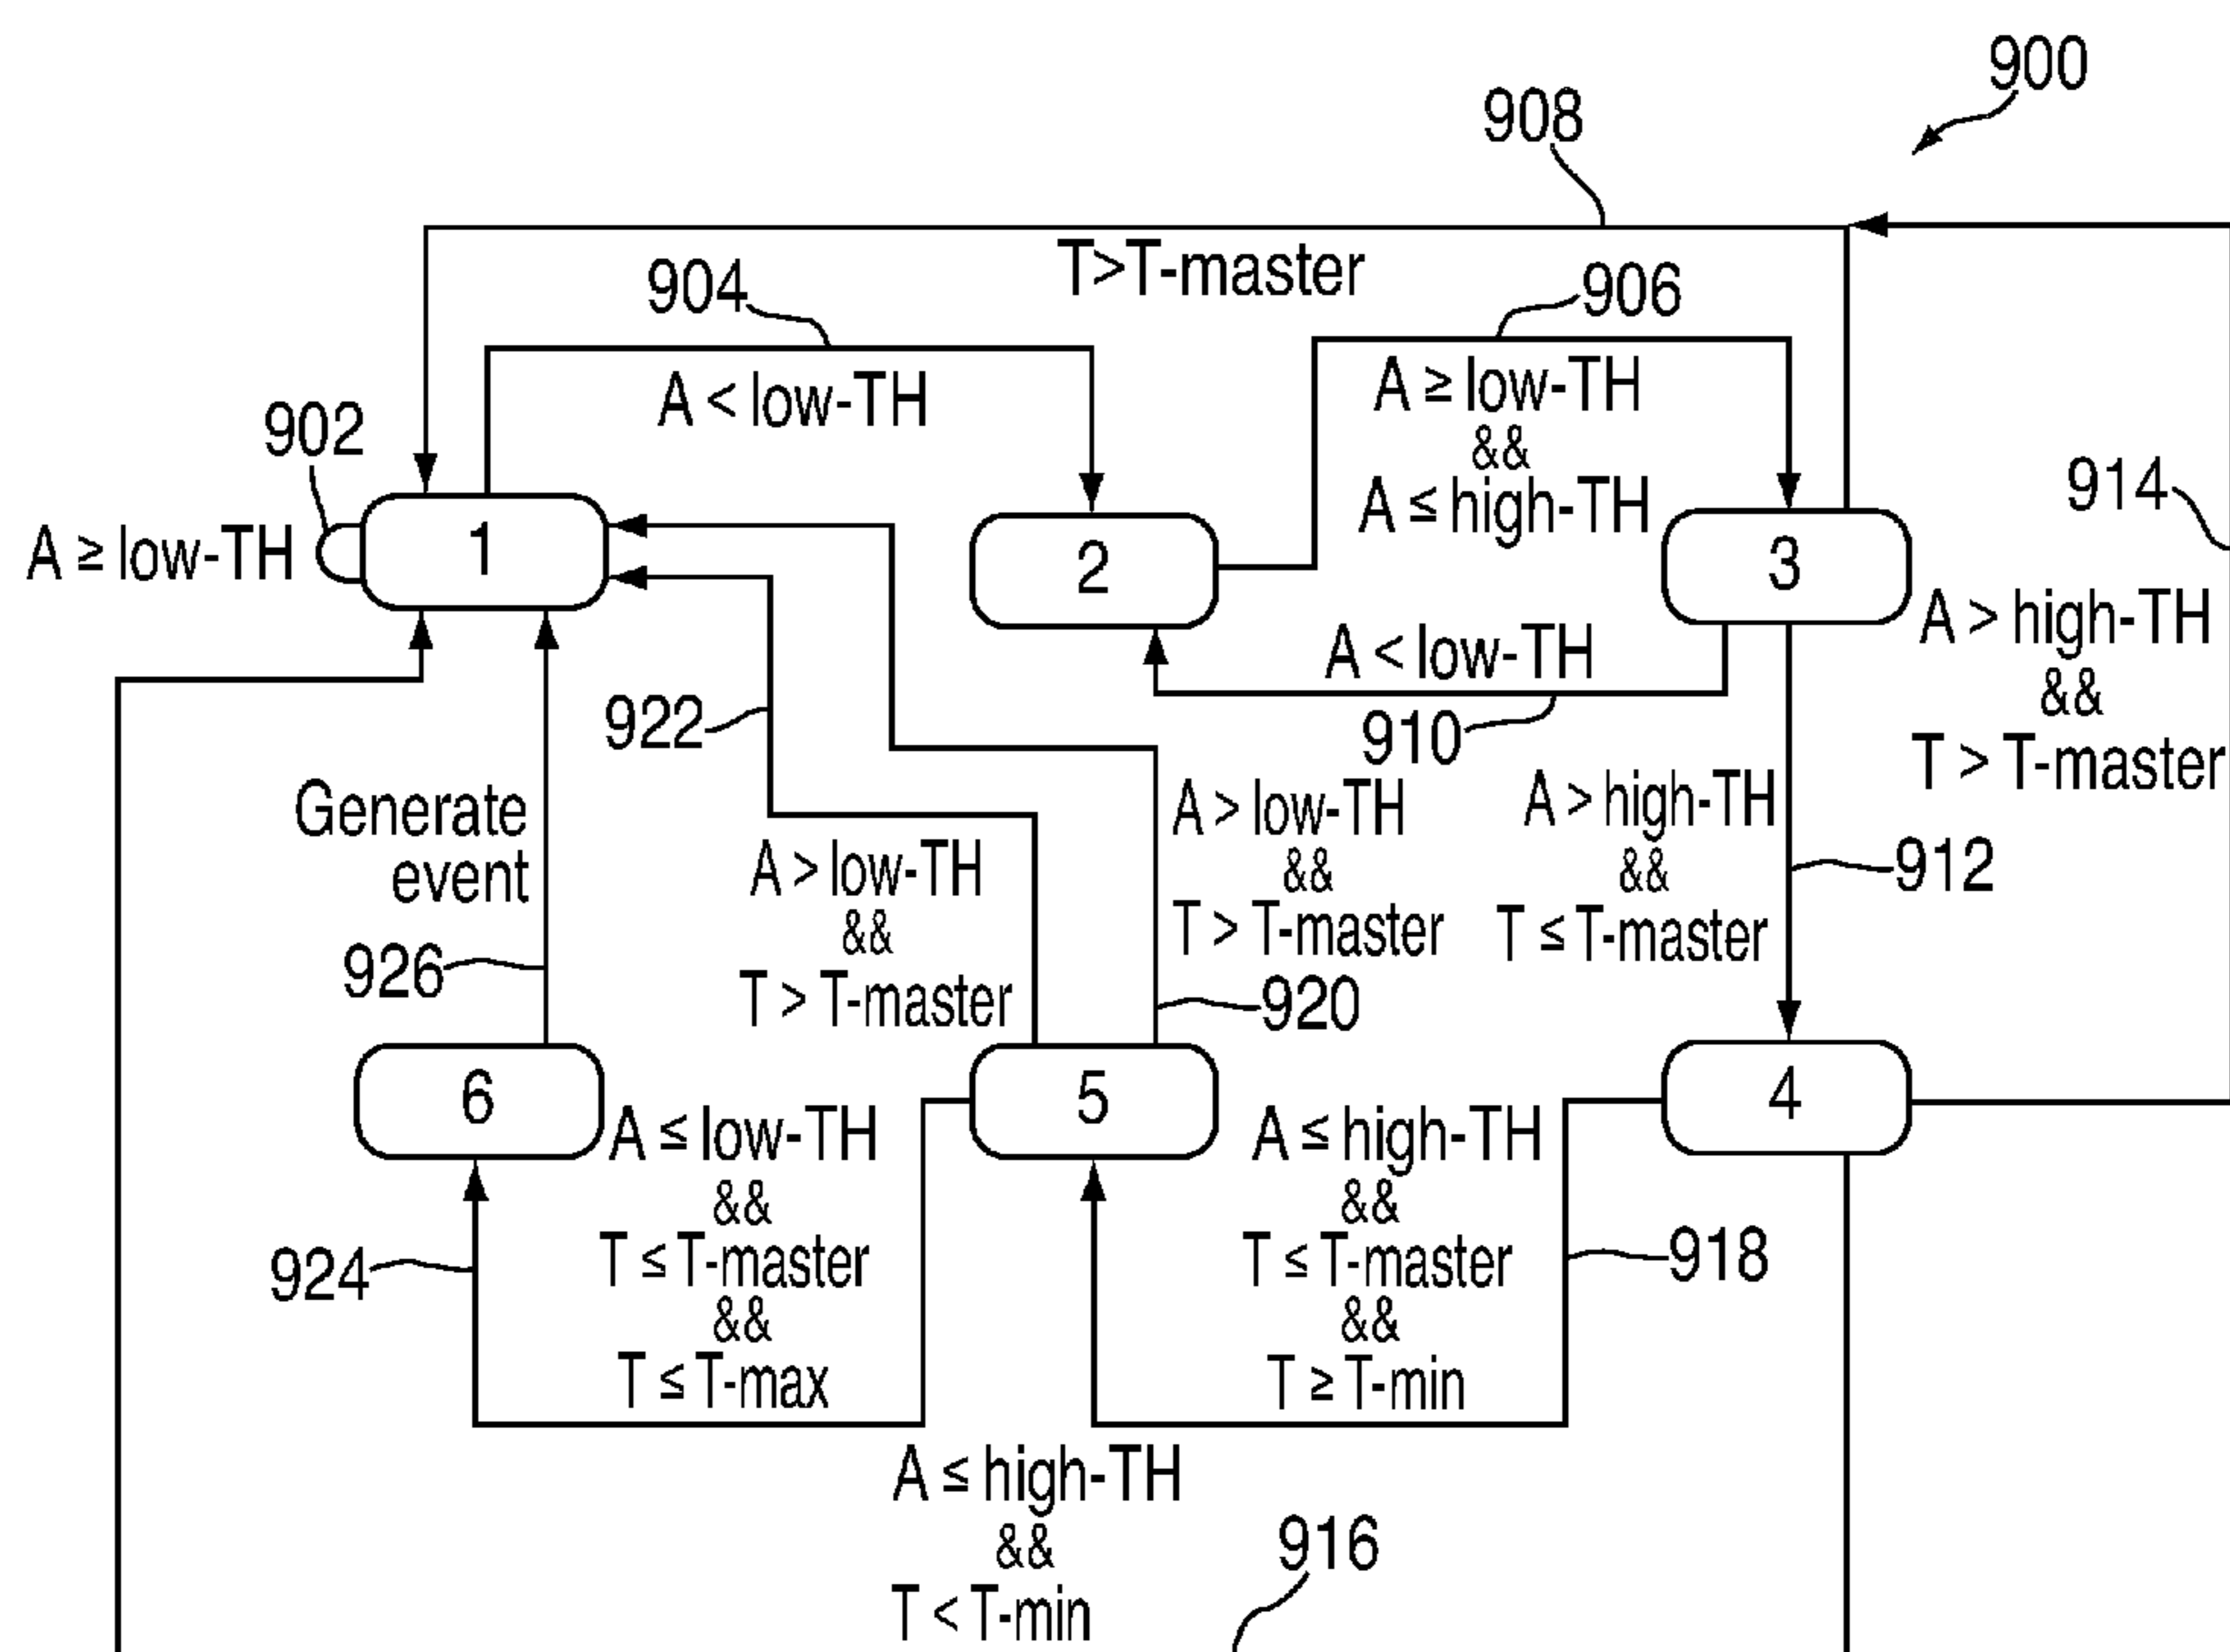 900
908
T>T-master
904
906
A < low-TH
A ≥ low-TH
&&
A ≤ high-TH
902
914
A ≥ low-TH
1
2
3
A > high-TH
&&
T > T-master
A < low-TH
910
922
Generate
event
A > low-TH
&&
T > T-master
A > low-TH
&&
T > T-master
A > high-TH
&&
T ≤ T-master
912
926
920
6
5
4
A ≤ low-TH
&&
T ≤ T-master
&&
T ≤ T-max
A ≤ high-TH
&&
T ≤ T-master
&&
T ≥ T-min
924
918
A ≤ high-TH
&&
T < T-min
916